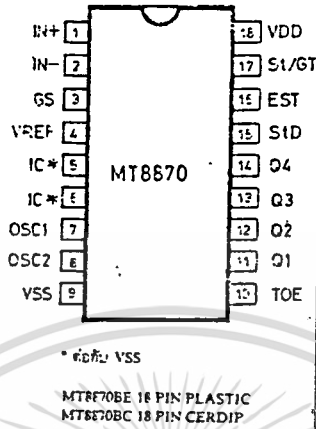 IN+ 1 18 VDD
IN- 2 17 St/GT
GS 3 16 EST
VREF 4 15 StD
IC* 5 14 Q4
IC* 6 13 Q3
OSC1 7 12 Q2
OSC2 8 11 Q1
VSS 9 10 TOE
MT8870
* ต่อกับ VSS
MT8870BE 18 PIN PLASTIC
MT8870BC 18 PIN CERDIP